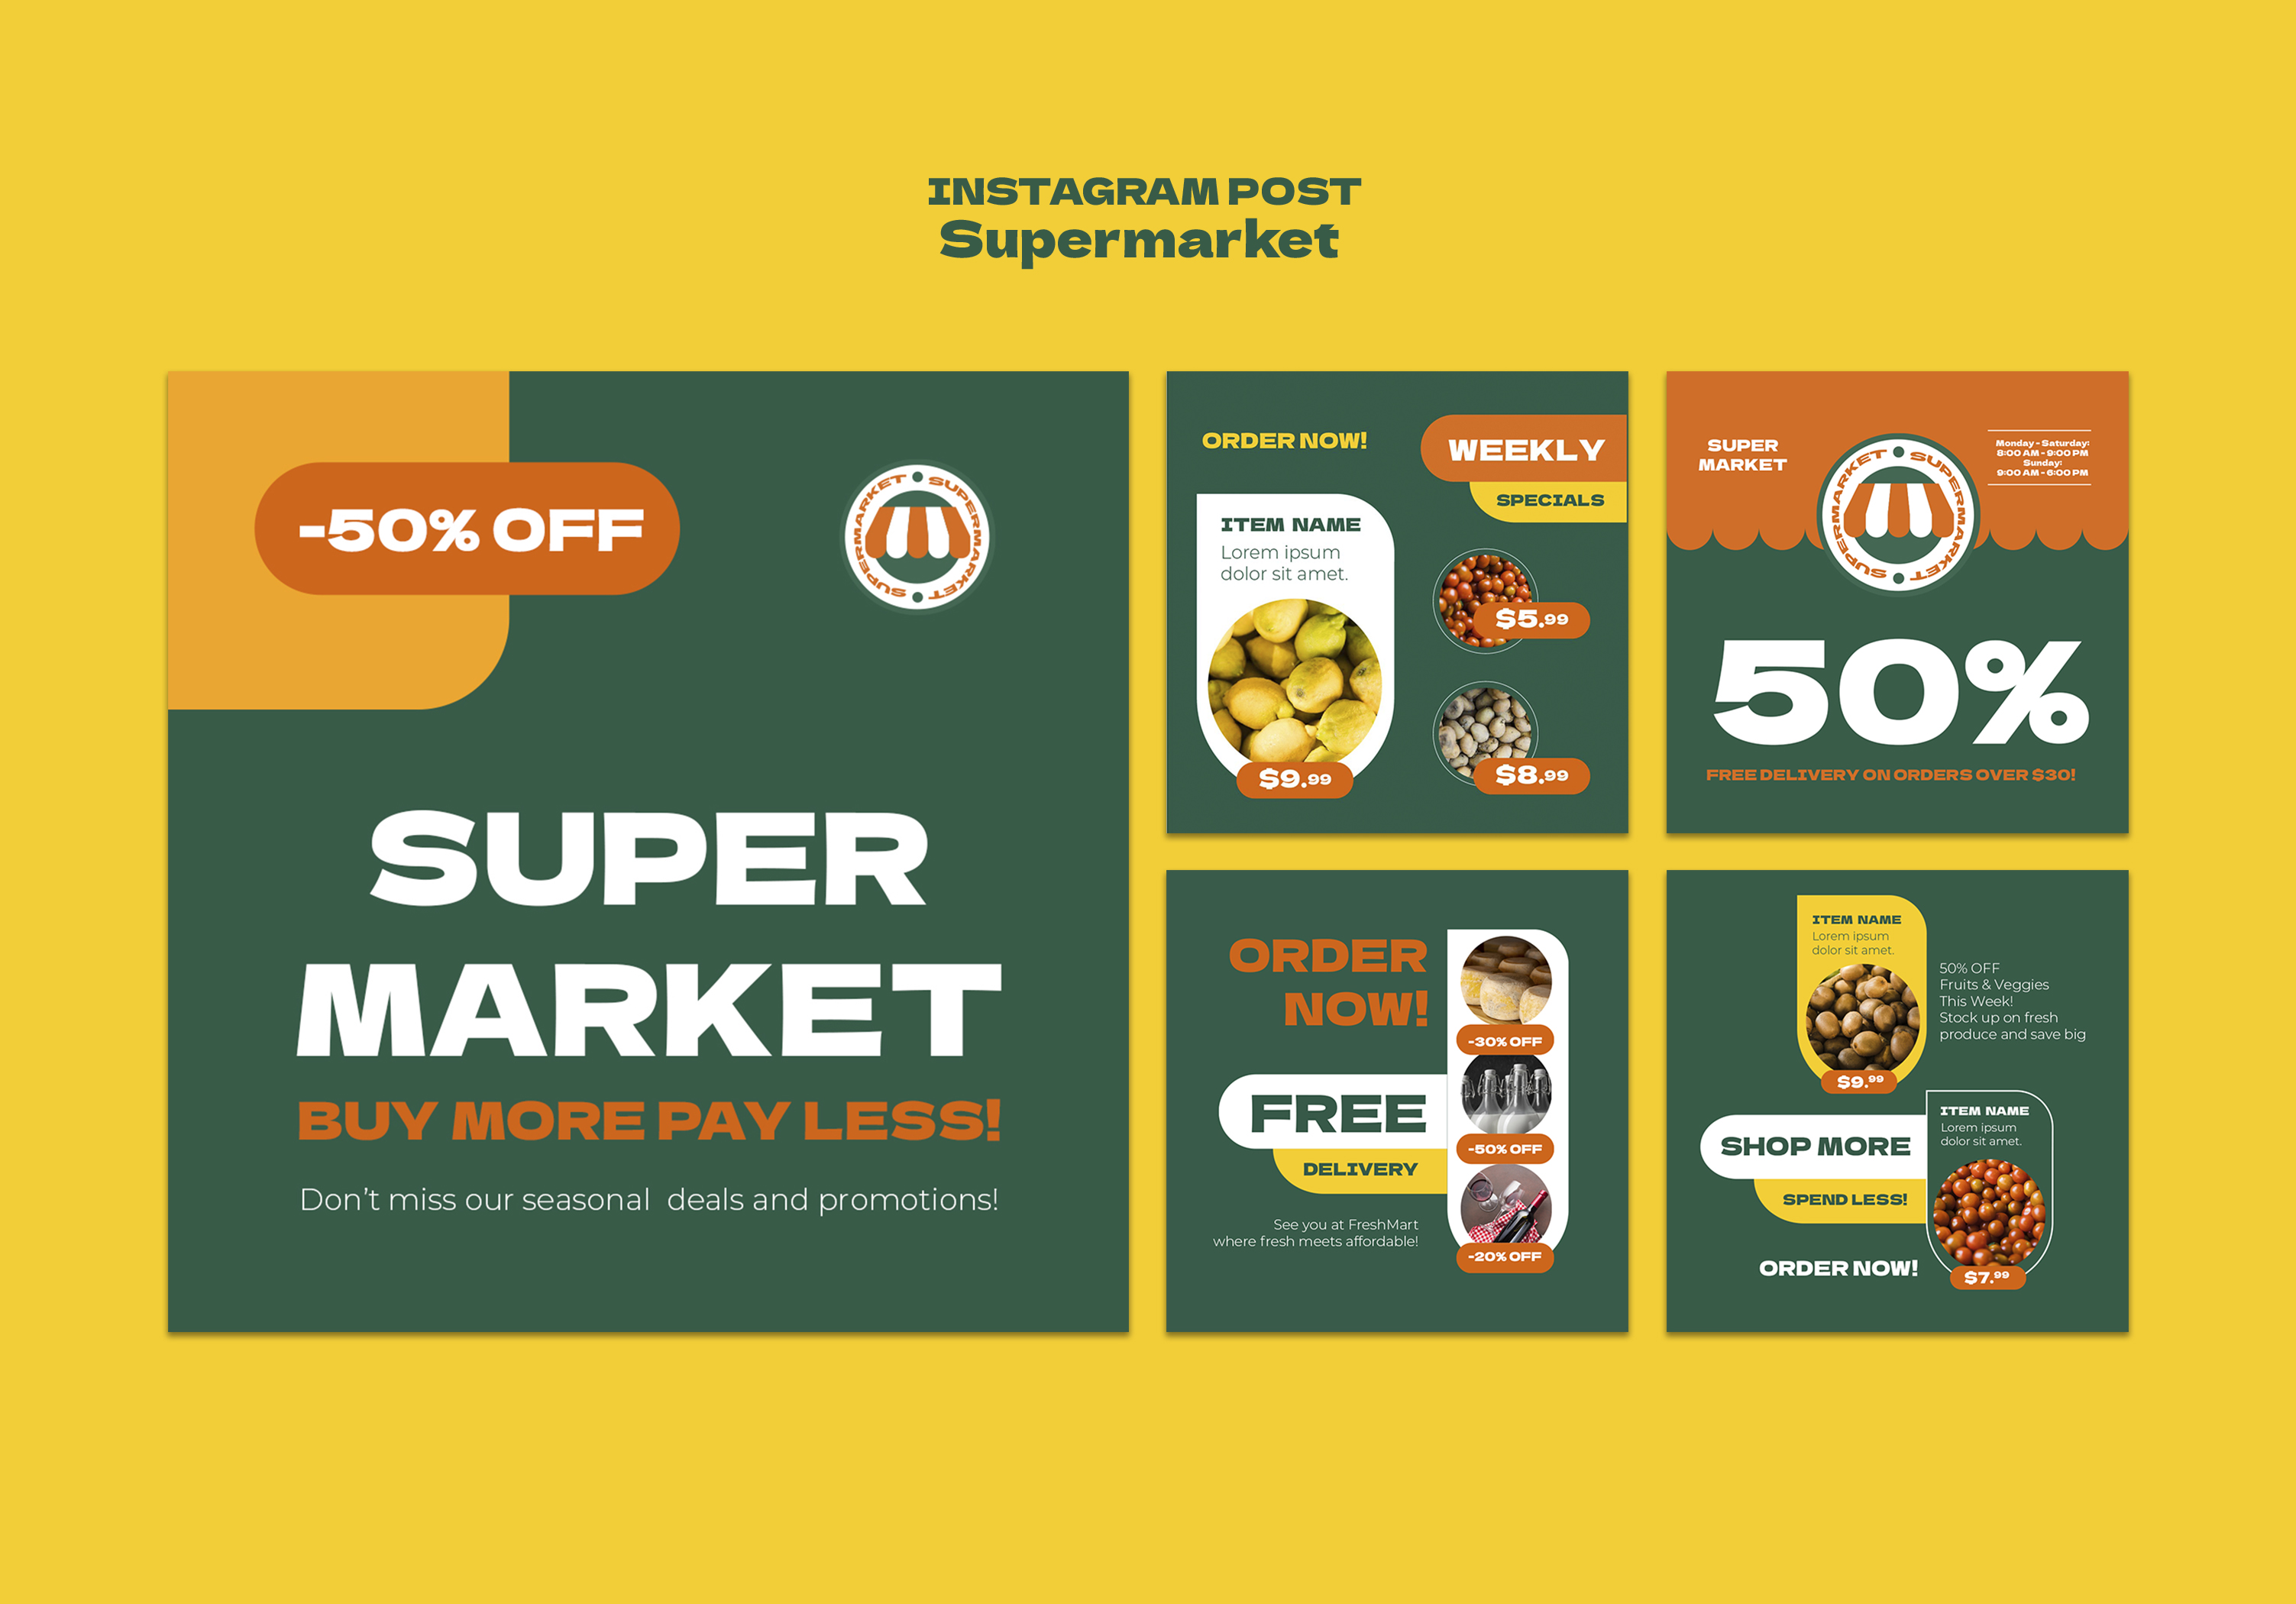 INSTAGRAM POST
Supermarket
-50% OFF
SUPERMARKET • SUPERMARKET •
SUPER
MARKET
BUY MORE PAY LESS!
Don't miss our seasonal deals and promotions!
ORDER NOW!
WEEKLY
SPECIALS
ITEM NAME
Lorem ipsum
dolor sit amet.
$9.99
$5.99
$8.99
SUPER
MARKET
SUPERMARKET • SUPERMARKET •
Monday - Saturday:
8:00 AM - 9:00 PM
Sunday:
9:00 AM - 6:00 PM
50%
FREE DELIVERY ON ORDERS OVER $30!
ORDER
NOW!
FREE
DELIVERY
See you at FreshMart
where fresh meets affordable!
-30% OFF
-50% OFF
-20% OFF
ITEM NAME
Lorem ipsum
dolor sit amet.
$9.99
50% OFF
Fruits & Veggies
This Week!
Stock up on fresh
produce and save big
SHOP MORE
SPEND LESS!
ORDER NOW!
ITEM NAME
Lorem ipsum
dolor sit amet.
$7.99